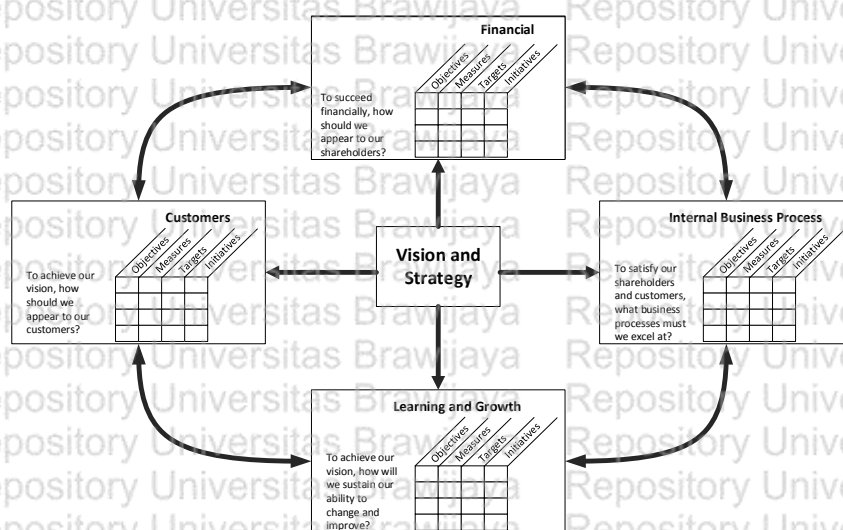 Financial
Objectives
Measures
Targets
Initiatives
To succeed
financially, how
should we
appear to our
shareholders?
Customers
Objectives
Measures
Targets
Initiatives
To achieve our
vision, how
should we
appear to our
customers?
Vision and
Strategy
Internal Business Process
Objectives
Measures
Targets
Initiatives
To satisfy our
shareholders
and customers,
what business
processes must
we excel at?
Learning and Growth
Objectives
Measures
Targets
Initiatives
To achieve our
vision, how will
we sustain our
ability to
change and
improve?
Repository Universitas Brawijaya